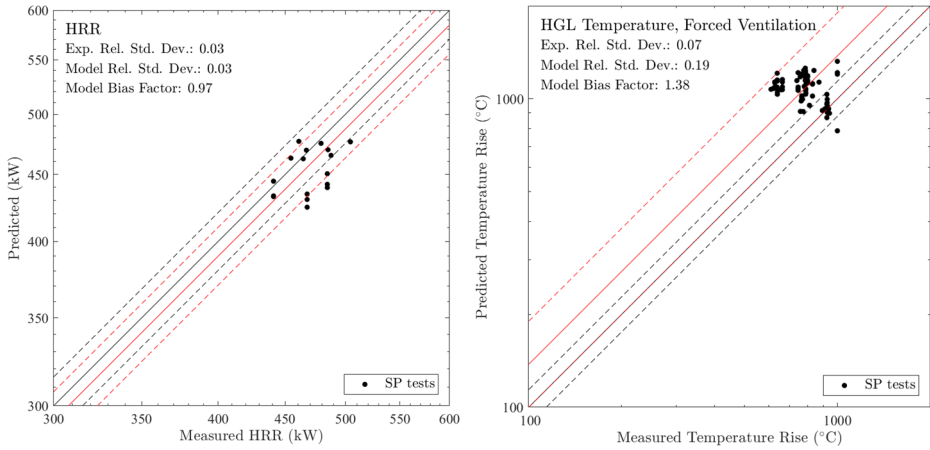 HRR
Exp. Rel. Std. Dev.: 0.03
Model Rel. Std. Dev.: 0.03
Model Bias Factor: 0.97
600
550
500
450
400
350
300
Predicted (kW)
SP tests
300
350
400
450
500
550
600
Measured HRR (kW)
HGL Temperature, Forced Ventilation
Exp. Rel. Std. Dev.: 0.07
Model Rel. Std. Dev.: 0.19
Model Bias Factor: 1.38
1000
100
Predicted Temperature Rise (°C)
SP tests
100
1000
Measured Temperature Rise (°C)